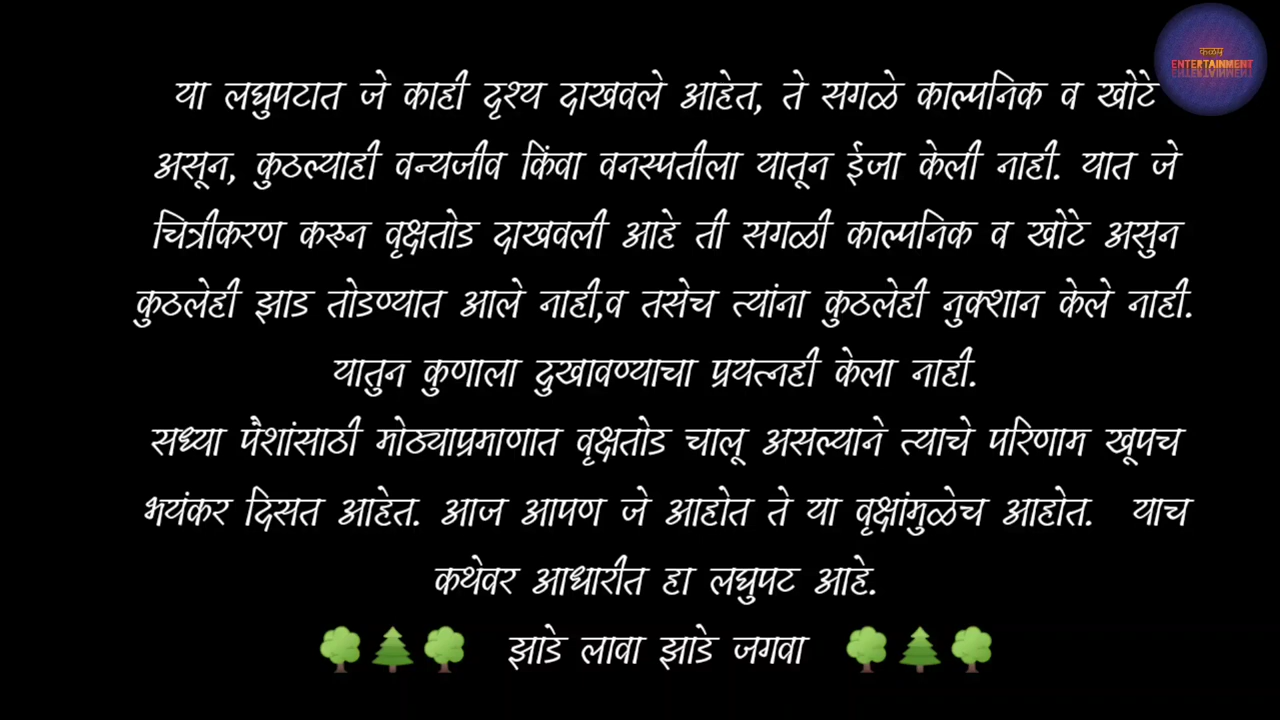 कळप
ENTERTAINMENT
या लघुपटात जे काही दृश्य दाखवले आहेत, ते सगळे काल्पनिक व खोटे
असून, कुठल्याही वन्यजीव किंवा वनस्पतीला यातून ईजा केली नाही. यात जे
चित्रीकरण करून वृक्षतोड दाखवली आहे ती सगळी काल्पनिक व खोटे असुन
कुठलेही झाड तोडण्यात आले नाही,व तसेच त्यांना कुठलेही नुक्शान केले नाही.
यातुन कुणाला दुखावण्याचा प्रयत्नही केला नाही.
सध्या पैशांसाठी मोठ्याप्रमाणात वृक्षतोड चालू असल्याने त्याचे परिणाम खूपच
भयंकर दिसत आहेत. आज आपण जे आहोत ते या वृक्षांमुळेच आहोत. याच
कथेवर आधारीत हा लघुपट आहे.
🌳🌲🌳 झाडे लावा झाडे जगवा 🌳🌲🌳